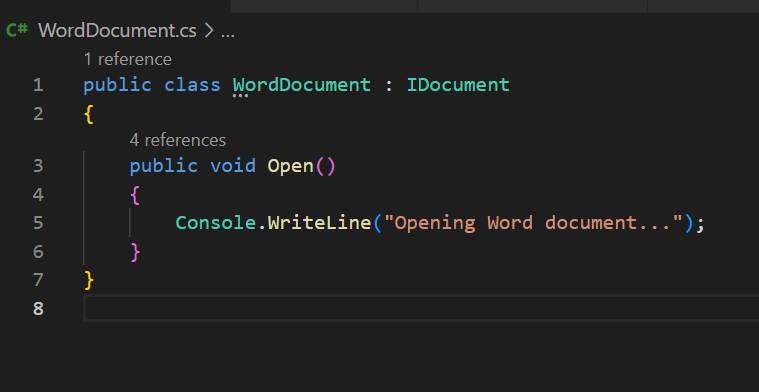 C# WordDocument.cs > ...
1 reference
1 public class WordDocument : IDocument
2 {
4 references
3     public void Open()
4     {
5         Console.WriteLine("Opening Word document...");
6     }
7 }
8